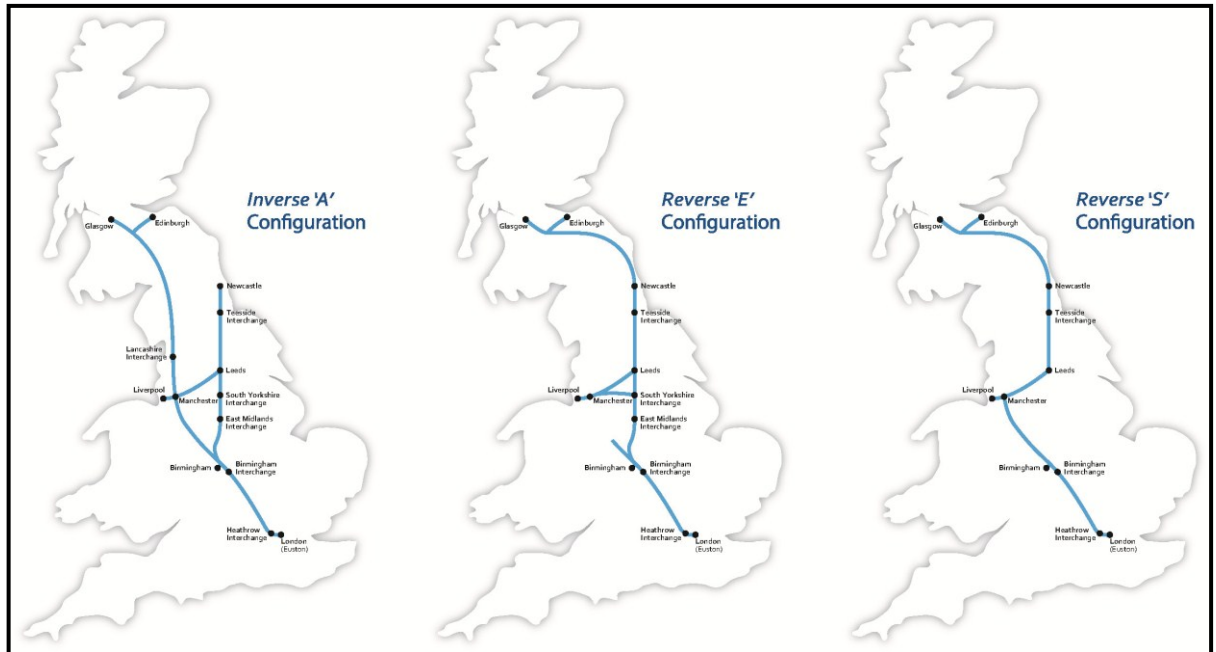 Inverse ‘A’
Configuration
Glasgow
Edinburgh
Newcastle
Teesside
Interchange
Lancashire
Interchange
Leeds
Liverpool
Manchester
South Yorkshire
Interchange
East Midlands
Interchange
Birmingham
Birmingham
Interchange
Heathrow
Interchange
London
(Euston)
Reverse ‘E’
Configuration
Glasgow
Edinburgh
Newcastle
Teesside
Interchange
Leeds
Liverpool
Manchester
South Yorkshire
Interchange
East Midlands
Interchange
Birmingham
Birmingham
Interchange
Heathrow
Interchange
London
(Euston)
Reverse ‘S’
Configuration
Glasgow
Edinburgh
Newcastle
Teesside
Interchange
Leeds
Liverpool
Manchester
Birmingham
Birmingham
Interchange
Heathrow
Interchange
London
(Euston)